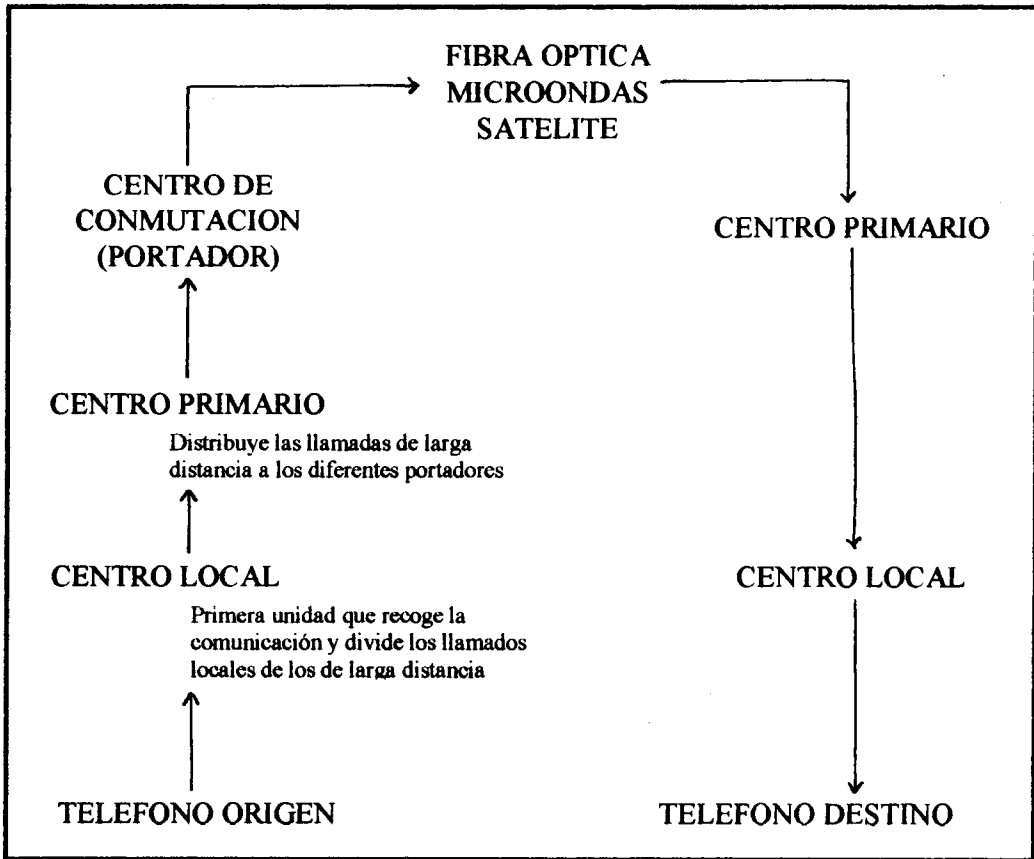 FIBRA OPTICA
MICROONDAS
SATELITE
CENTRO DE
CONMUTACION
(PORTADOR)
CENTRO PRIMARIO
CENTRO PRIMARIO
Distribuye las llamadas de larga
distancia a los diferentes portadores
CENTRO LOCAL
CENTRO LOCAL
Primera unidad que recoge la
comunicación y divide los llamados
locales de los de larga distancia
TELEFONO ORIGEN
TELEFONO DESTINO